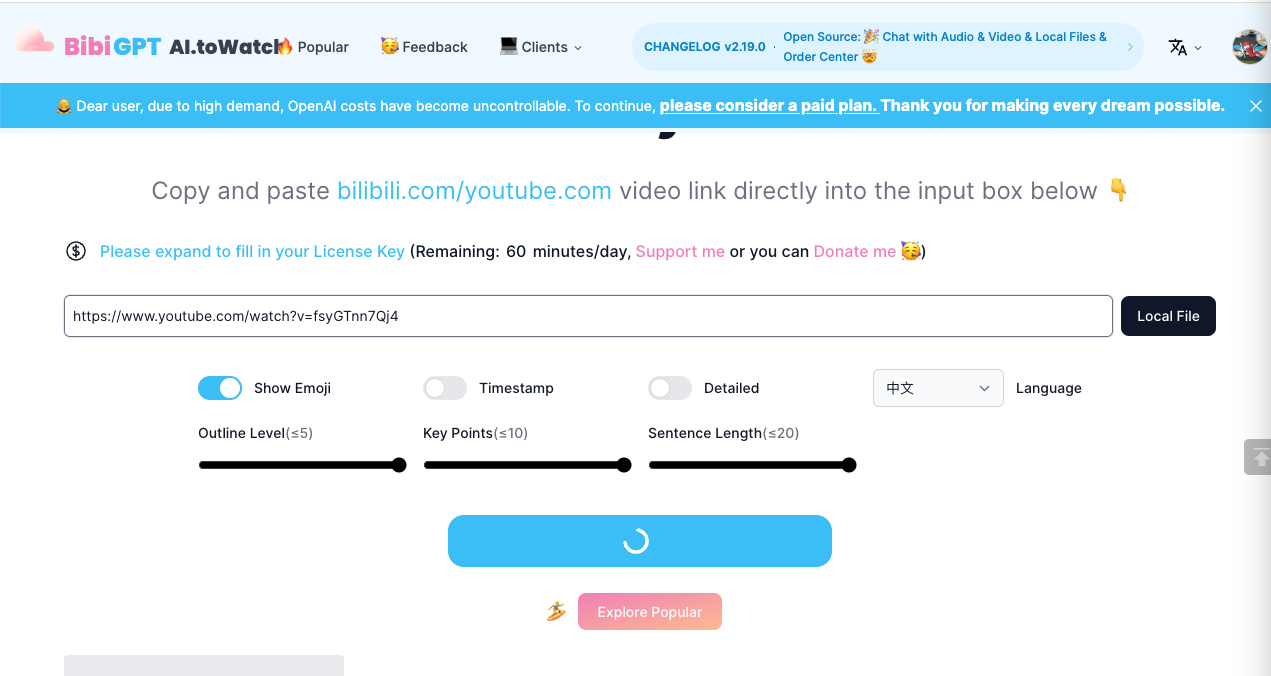 BibiGPT AI.toWatch 🔥 Popular 🥳 Feedback 💻 Clients CHANGELOG v2.19.0 · Open Source: 🎉 Chat with Audio & Video & Local Files &
Order Center 🤯
🙇 Dear user, due to high demand, OpenAI costs have become uncontrollable. To continue, please consider a paid plan. Thank you for making every dream possible.
Copy and paste bilibili.com/youtube.com video link directly into the input box below 👇
Please expand to fill in your License Key (Remaining: 60 minutes/day, Support me or you can Donate me 🥳)
https://www.youtube.com/watch?v=fsyGTnn7Qj4 Local File
Show Emoji Timestamp Detailed 中文 Language
Outline Level(≤5) Key Points(≤10) Sentence Length(≤20)
🏄 Explore Popular